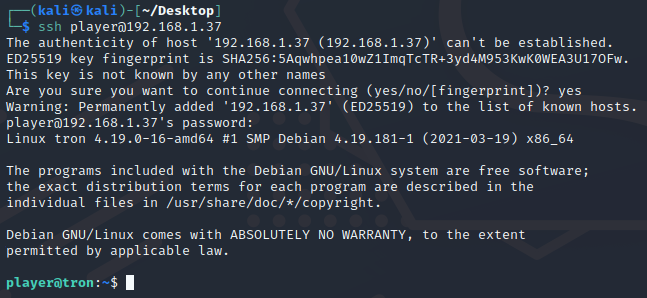 ┌──(kali㉿kali)-[~/Desktop]
└─$ ssh player@192.168.1.37
The authenticity of host '192.168.1.37 (192.168.1.37)' can't be established.
ED25519 key fingerprint is SHA256:5Aqwhpea10wZ1ImqTcTR+3yd4M953KwK0WEA3U17OFw.
This key is not known by any other names
Are you sure you want to continue connecting (yes/no/[fingerprint])? yes
Warning: Permanently added '192.168.1.37' (ED25519) to the list of known hosts.
player@192.168.1.37's password:
Linux tron 4.19.0-16-amd64 #1 SMP Debian 4.19.181-1 (2021-03-19) x86_64

The programs included with the Debian GNU/Linux system are free software;
the exact distribution terms for each program are described in the
individual files in /usr/share/doc/*/copyright.

Debian GNU/Linux comes with ABSOLUTELY NO WARRANTY, to the extent
permitted by applicable law.

player@tron:~$